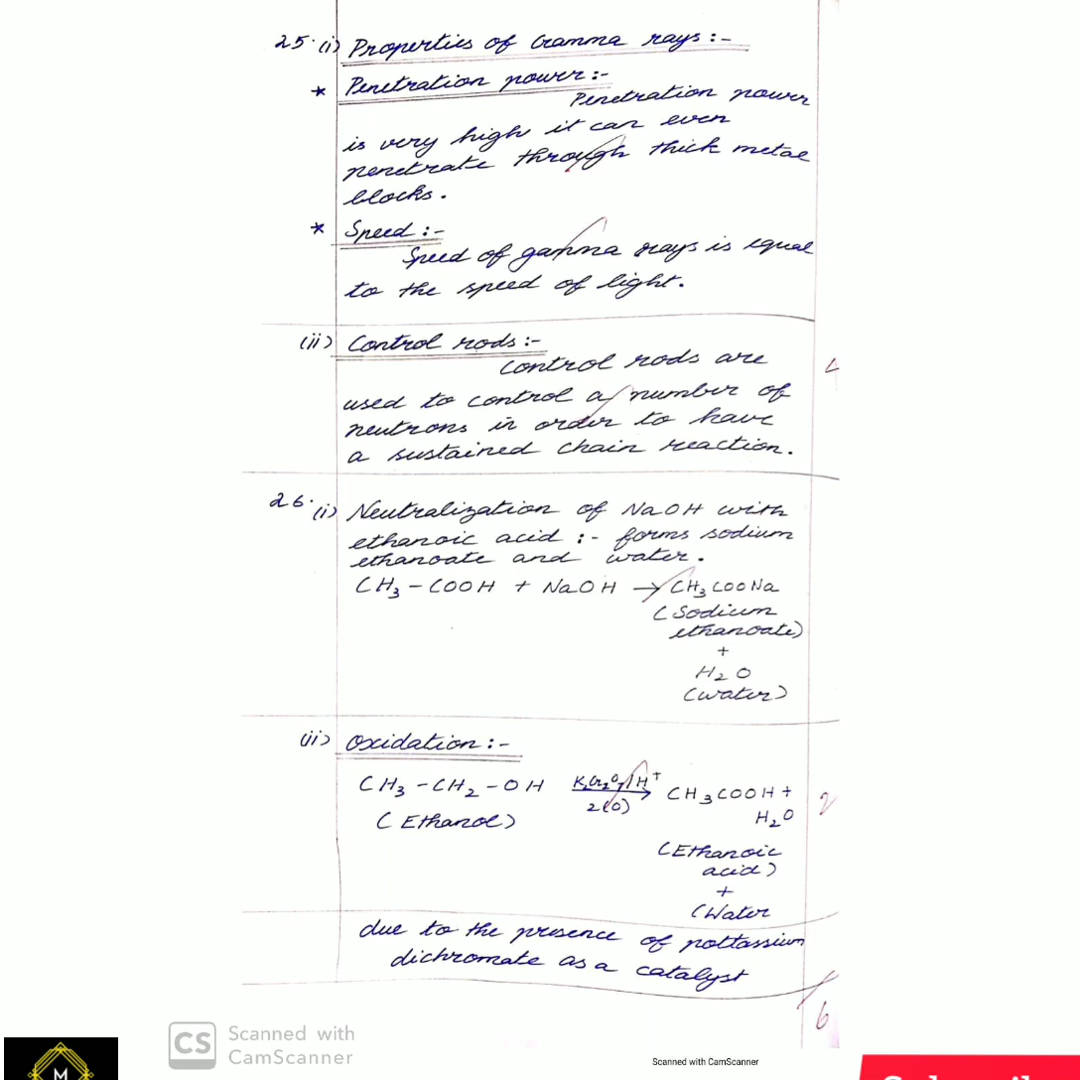 25. (i) Properties of Gamma rays :-
* Penetration power :-
Penetration power
is very high it can even
penetrate through thick metal
blocks.
* Speed :-
Speed of gamma rays is equal
to the speed of light.
(ii) Control rods :-
Control rods are
used to control a number of
neutrons in order to have
a sustained chain reaction.
26. (i) Neutralization of NaOH with
ethanoic acid :- forms sodium
ethanoate and water.
CH₃ - COOH + NaOH → CH₃COONa
(Sodium
ethanoate)
+
H₂O
(water)
(ii) Oxidation :-
CH₃ - CH₂ - OH K₂Cr₂O₇/H⁺ → CH₃COOH +
2(O)
H₂O
(Ethanol)
(Ethanoic
acid)
+
(Water
2
due to the presence of pottassium
dichromate as a catalyst
6
CS Scanned with
CamScanner
Scanned with CamScanner
M